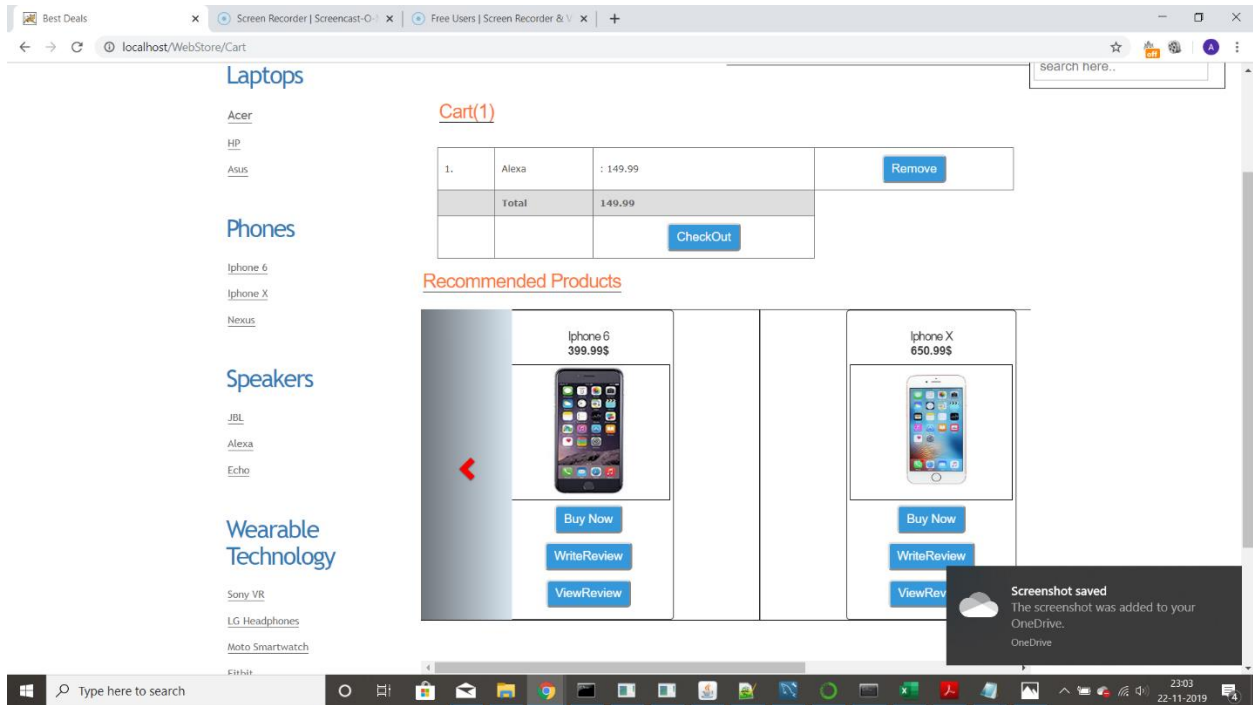 Best Deals
Screen Recorder | Screencast-O-
Free Users | Screen Recorder & V
localhost/WebStore/Cart
off
A
search here..
Laptops
Acer
HP
Asus
Phones
Iphone 6
Iphone X
Nexus
Speakers
JBL
Alexa
Echo
Wearable
Technology
Sony VR
LG Headphones
Moto Smartwatch
Fitbit
Cart(1)
1. Alexa : 149.99 Remove
Total 149.99
CheckOut
Recommended Products
Iphone 6
399.99$
Buy Now
WriteReview
ViewReview
Iphone X
650.99$
Buy Now
WriteReview
ViewRev
Screenshot saved
The screenshot was added to your
OneDrive.
OneDrive
Type here to search
23:03
22-11-2019
4